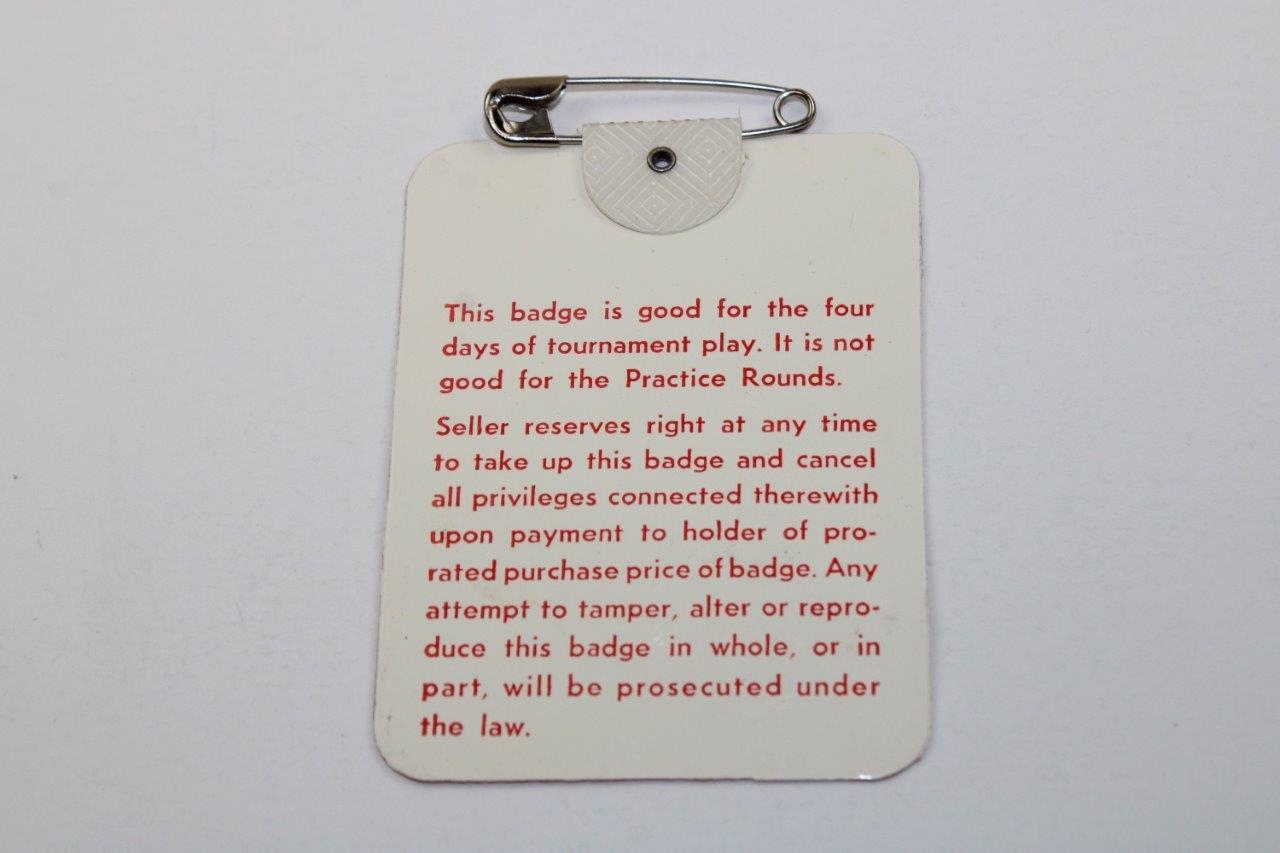 This badge is good for the four
days of tournament play. It is not
good for the Practice Rounds.
Seller reserves right at any time
to take up this badge and cancel
all privileges connected therewith
upon payment to holder of pro-
rated purchase price of badge. Any
attempt to tamper, alter or repro-
duce this badge in whole, or in
part, will be prosecuted under
the law.